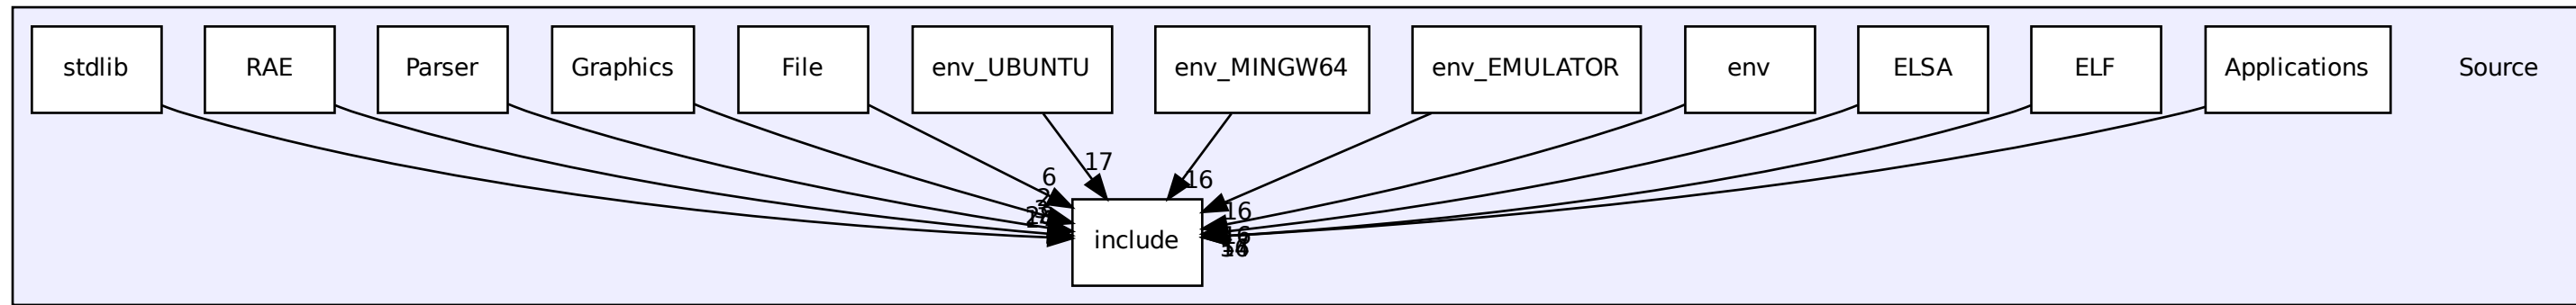 stdlib
RAE
Parser
Graphics
File
env_UBUNTU
env_MINGW64
env_EMULATOR
env
ELSA
ELF
Applications
Source
17
6
16
16
include